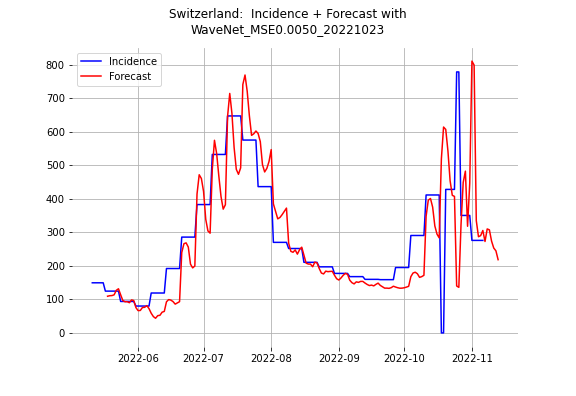 Switzerland:  Incidence + Forecast with
WaveNet_MSE0.0050_20221023
Incidence
Forecast
800
700
600
500
400
300
200
100
0
2022-06 2022-07 2022-08 2022-09 2022-10 2022-11